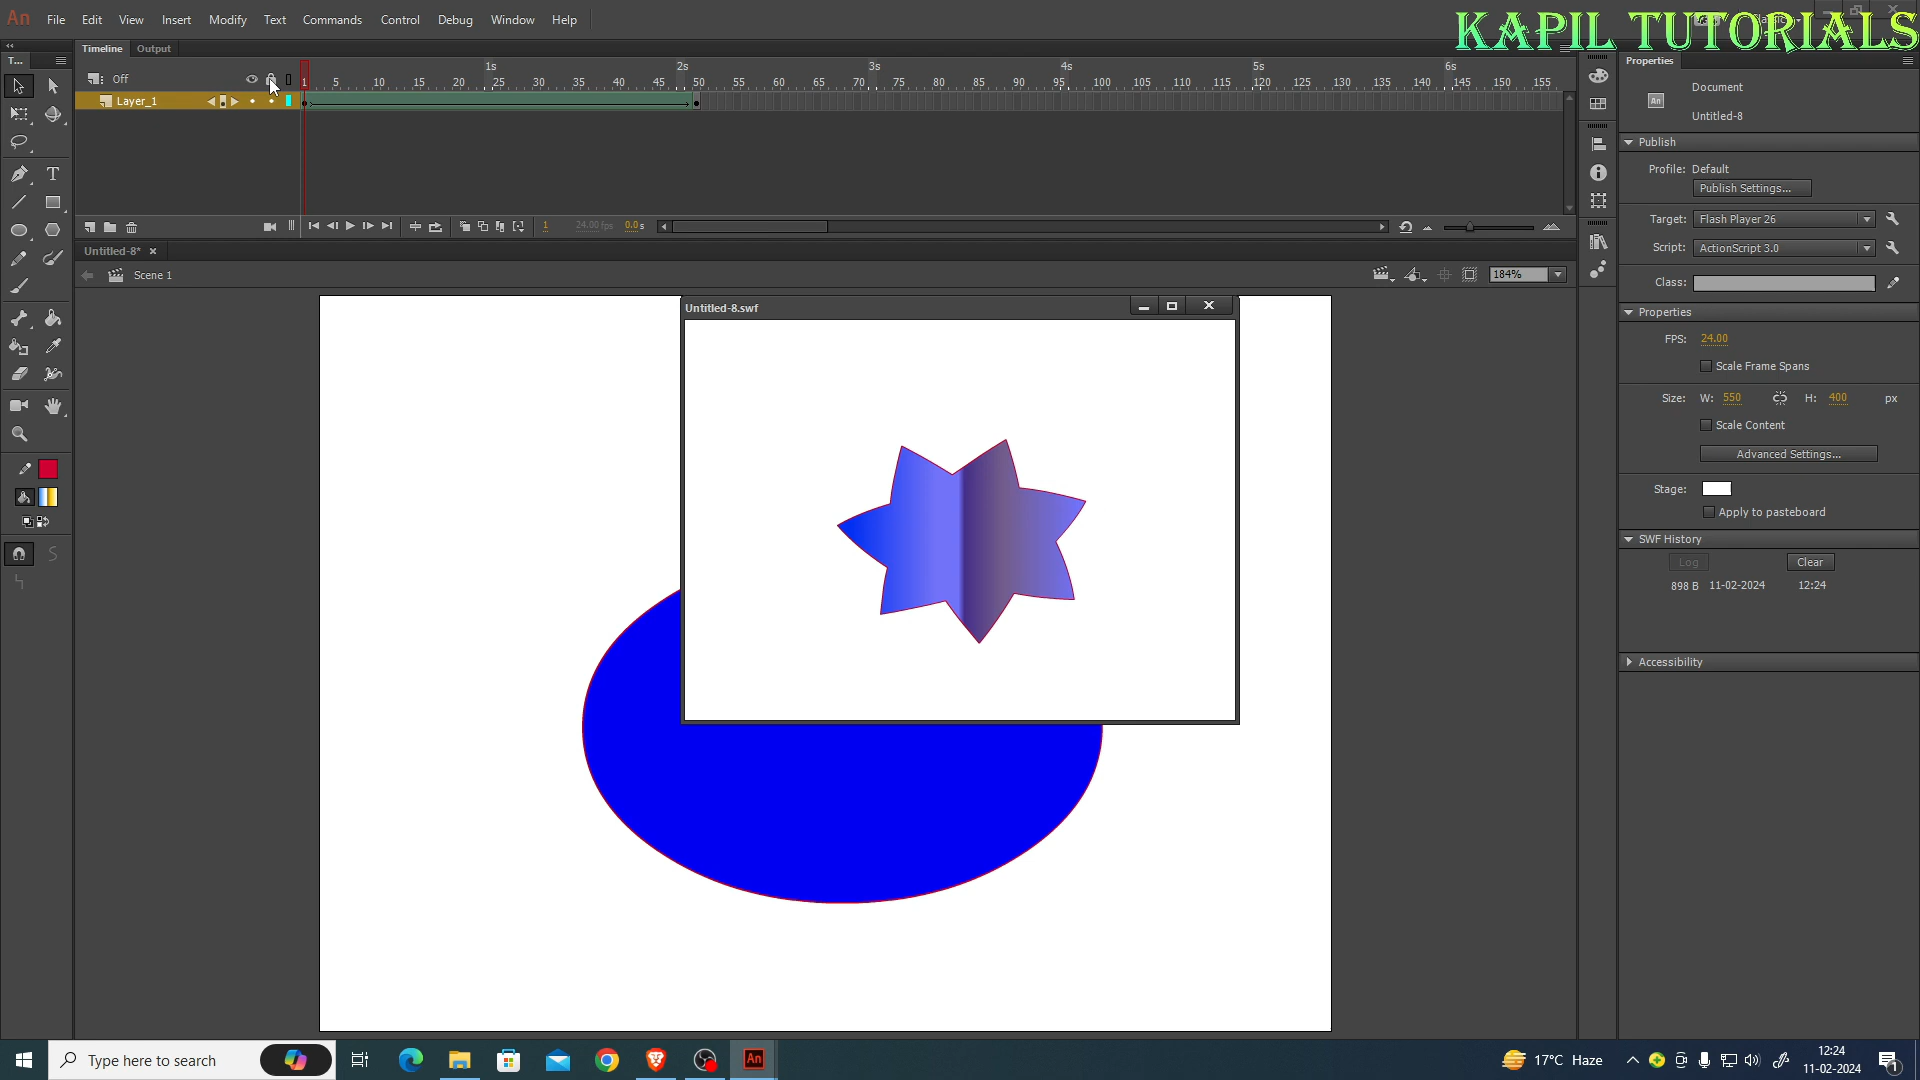 An File Edit View Insert Modify Text Commands Control Debug Window Help
KAPIL TUTORIALS
T... Timeline Output
Properties
Off
1s 2s 3s 4s 5s 6s
1 5 10 15 20 25 30 35 40 45 50 55 60 65 70 75 80 85 90 95 100 105 110 115 120 125 130 135 140 145 150 155
Layer_1
An Document
Untitled-8
Publish
Profile: Default
Publish Settings...
Target: Flash Player 26
Script: ActionScript 3.0
Class:
1 24.00 fps 0.0 s
Untitled-8*
Scene 1
184%
Properties
FPS: 24.00
Scale Frame Spans
Size: W: 550 H: 400 px
Scale Content
Advanced Settings...
Stage:
Apply to pasteboard
SWF History
Log Clear
898 B 11-02-2024 12:24
Accessibility
Untitled-8.swf
Type here to search
An
17°C Haze
12:24
11-02-2024
1